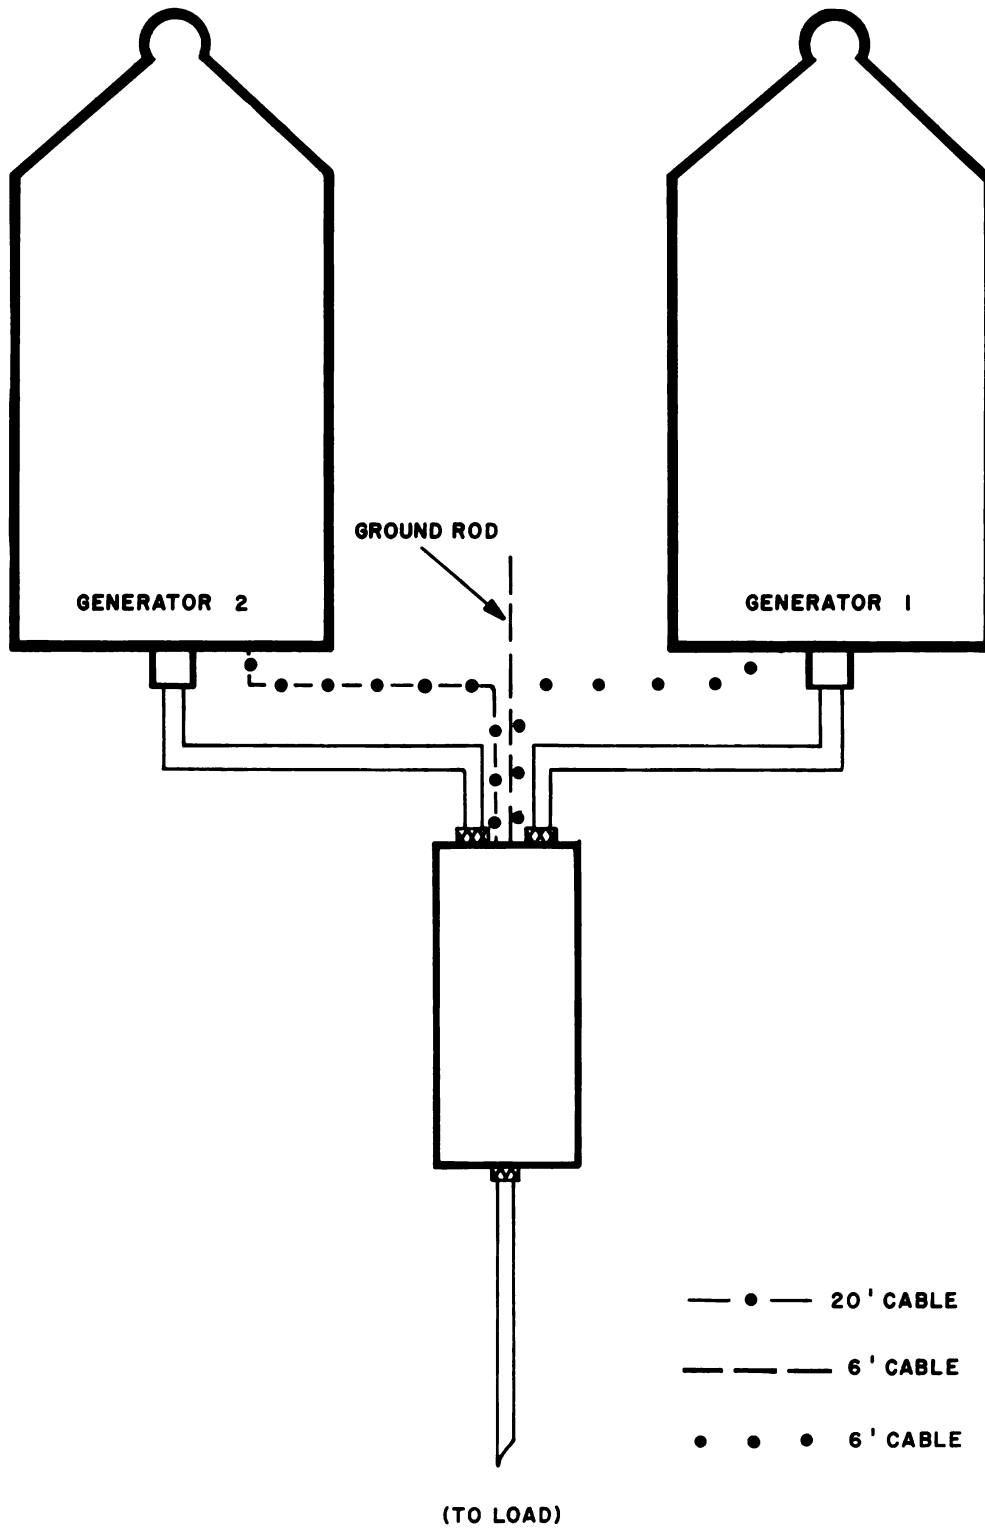 GROUND ROD
GENERATOR 2
GENERATOR 1
20' CABLE
6' CABLE
6' CABLE
(TO LOAD)